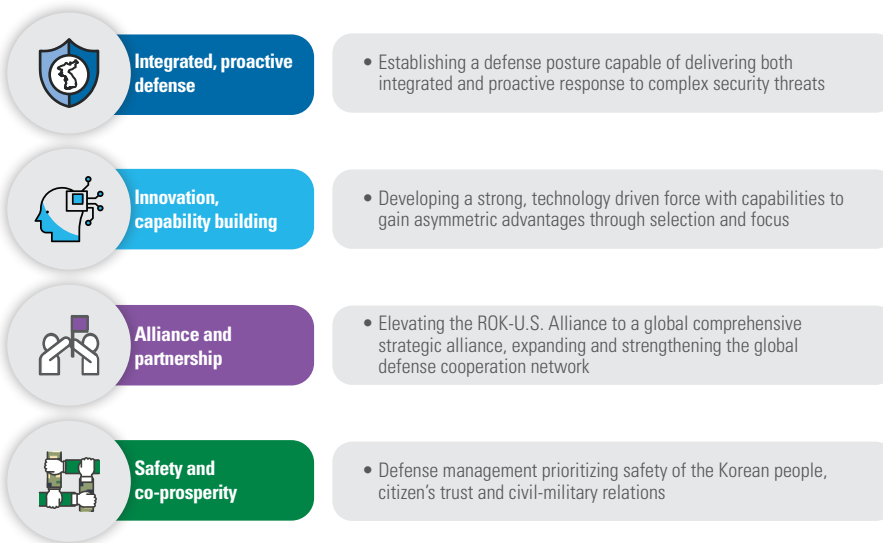 Integrated, proactive
defense
• Establishing a defense posture capable of delivering both
integrated and proactive response to complex security threats
Innovation,
capability building
• Developing a strong, technology driven force with capabilities to
gain asymmetric advantages through selection and focus
Alliance and
partnership
• Elevating the ROK-U.S. Alliance to a global comprehensive
strategic alliance, expanding and strengthening the global
defense cooperation network
Safety and
co-prosperity
• Defense management prioritizing safety of the Korean people,
citizen’s trust and civil-military relations